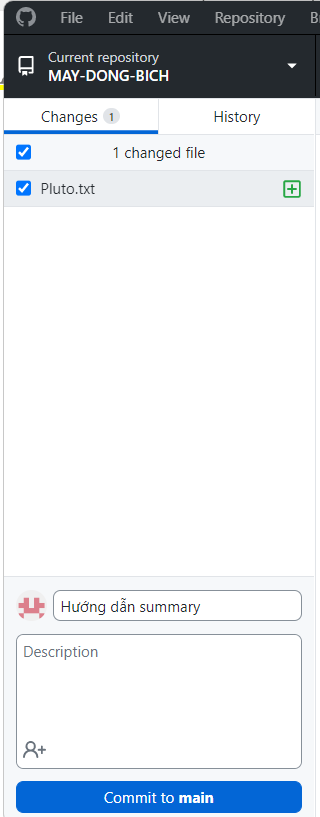 File Edit View Repository
Current repository
MAY-DONG-BICH
Changes 1 History
1 changed file
Pluto.txt
Hướng dẫn summary
Description
Commit to main